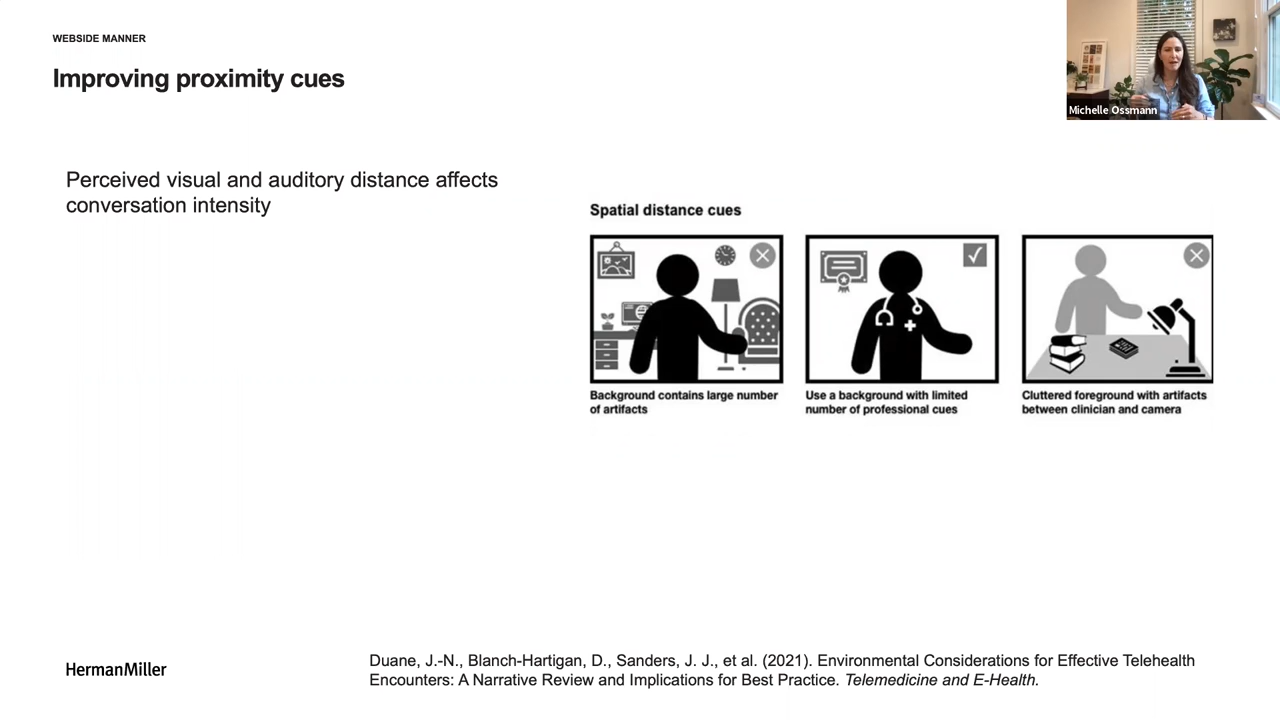 WEBSIDE MANNER
Improving proximity cues
Michelle Ossmann
Perceived visual and auditory distance affects
conversation intensity
Spatial distance cues
Background contains large number
of artifacts
Use a background with limited
number of professional cues
Cluttered foreground with artifacts
between clinician and camera
HermanMiller
Duane, J.-N., Blanch-Hartigan, D., Sanders, J. J., et al. (2021). Environmental Considerations for Effective Telehealth
Encounters: A Narrative Review and Implications for Best Practice. Telemedicine and E-Health.